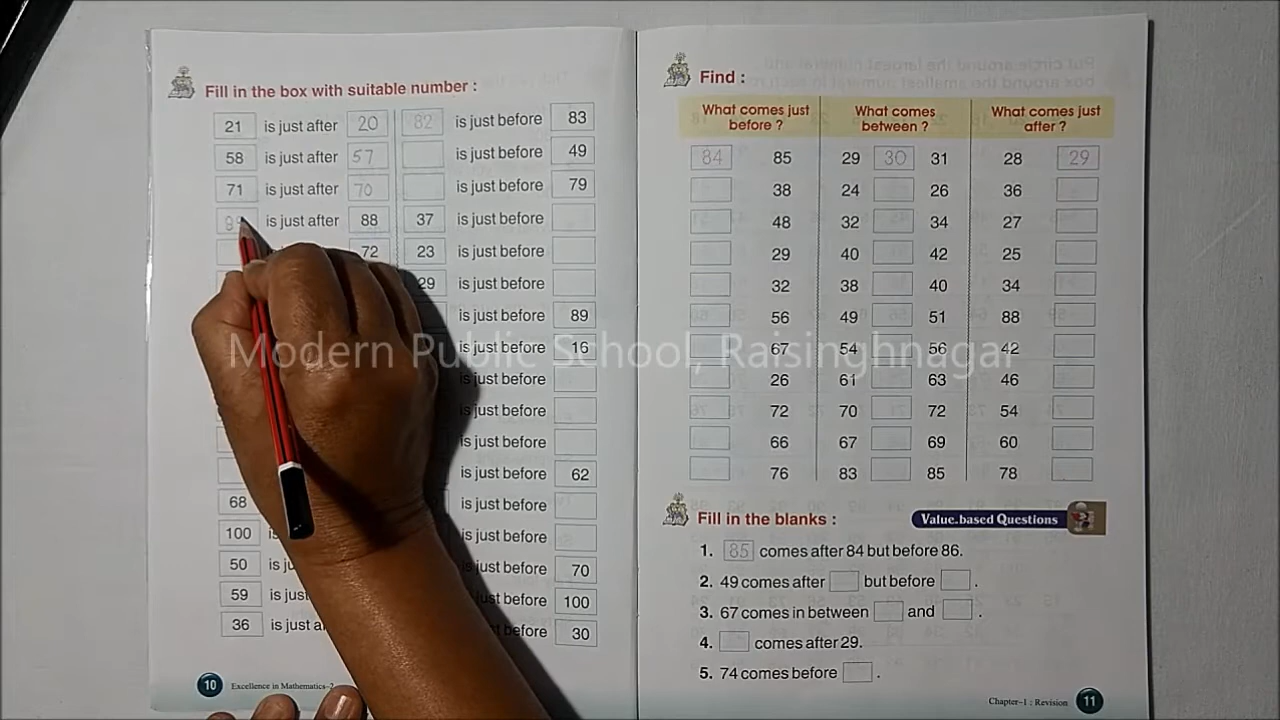 Fill in the box with suitable number :
21 is just after 20 82 is just before 83
58 is just after 57 is just before 49
71 is just after 70 is just before 79
89 is just after 88 37 is just before
72 23 is just before
29 is just before
is just before 89
is just before 16
is just before
is just before
is just before
is just before 62
68 is just before
100 is just before
50 is ju just before 70
59 is just just before 100
36 is just af before 30
10 Excellence in Mathematics-2
Modern Public School, Raisinghnagar
Find :
What comes just before ? What comes between ? What comes just after ?
84 85 29 30 31 28 29
38 24 26 36
48 32 34 27
29 40 42 25
32 38 40 34
56 49 51 88
67 54 56 42
26 61 63 46
72 70 72 54
66 67 69 60
76 83 85 78
Fill in the blanks : Value.based Questions
1. 85 comes after 84 but before 86.
2. 49 comes after but before .
3. 67 comes in between and .
4. comes after 29.
5. 74 comes before .
Chapter–1 : Revision 11